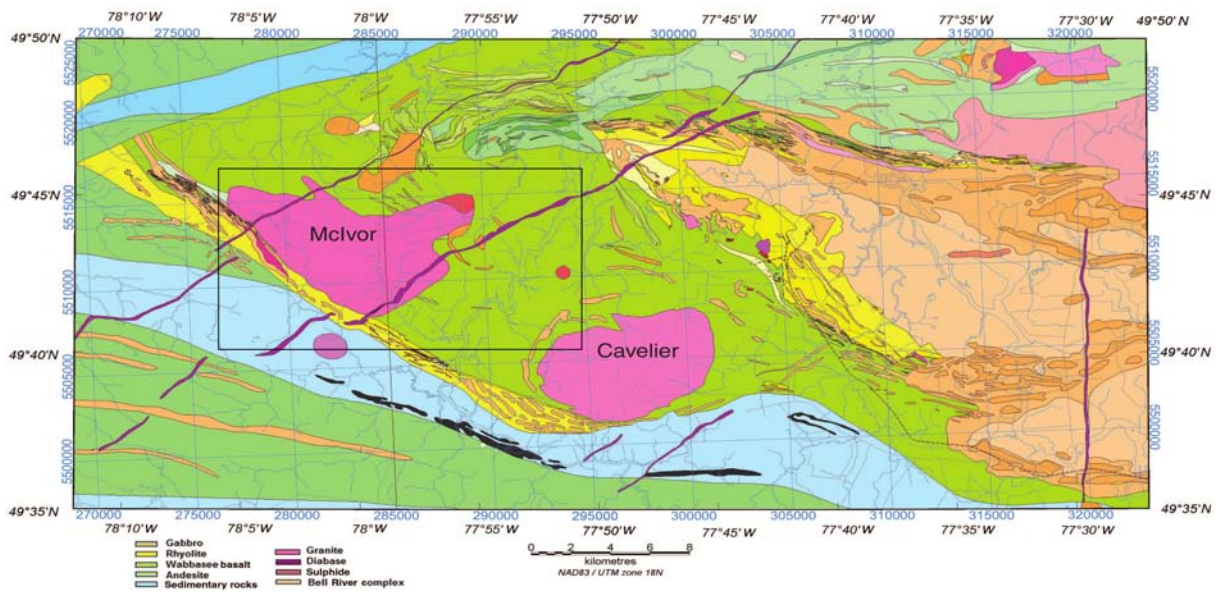 78°10'W 78°5'W 78°W 77°55'W 77°50'W 77°45'W 77°40'W 77°35'W 77°30'W
49°50'N 270000 275000 280000 285000 290000 295000 300000 305000 310000 315000 320000 49°50'N
5525000 5520000
5520000 5515000
49°45'N 49°45'N
5515000 5510000
McIvor
5510000 5505000
Cavelier
49°40'N 49°40'N
5505000 5500000
5500000
49°35'N 49°35'N
270000 275000 280000 285000 290000 295000 300000 305000 310000 315000 320000
78°10'W 78°5'W 78°W 77°55'W 77°50'W 77°45'W 77°40'W 77°35'W 77°30'W
Gabbro
Rhyolite
Wabbasee basalt
Andesite
Sedimentary rocks
Granite
Diabase
Sulphide
Bell River complex
0 2 4 6 8
kilometres
NAD83 / UTM zone 18N